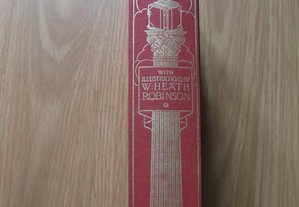 WITH
ILLUSTRATIONS BY
W: HEATH
ROBINSON